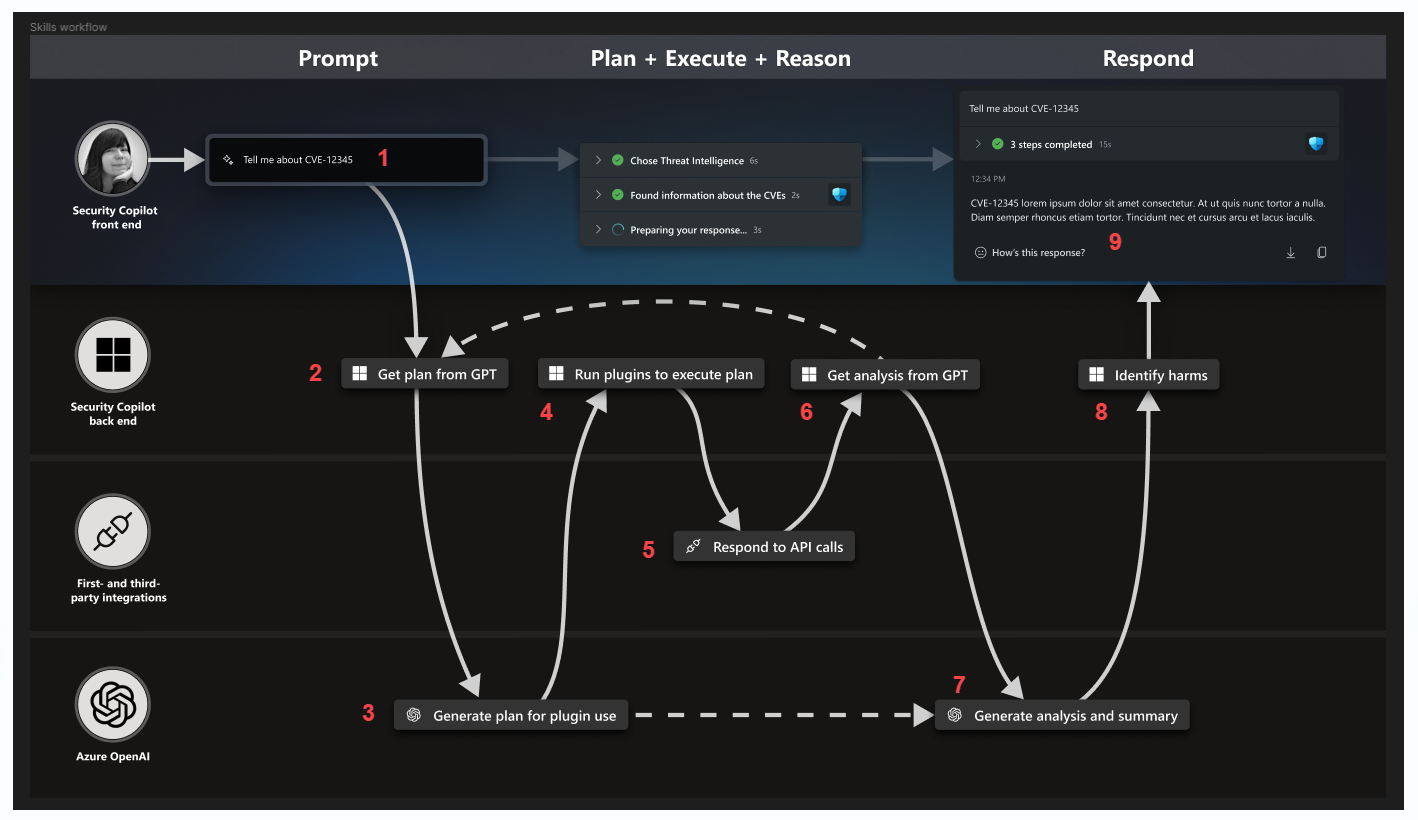 Skills workflow
Prompt
Plan + Execute + Reason
Respond
Security Copilot
front end
Tell me about CVE-12345
1
Chose Threat Intelligence 6s
Found information about the CVEs 2s
Preparing your response... 3s
Tell me about CVE-12345
3 steps completed 15s
12:34 PM
CVE-12345 lorem ipsum dolor sit amet consectetur. At ut quis nunc tortor a nulla.
Diam semper rhoncus etiam tortor. Tincidunt nec et cursus arcu et lacus iaculis.
9
How's this response?
Security Copilot
back end
2
Get plan from GPT
Run plugins to execute plan
4
Get analysis from GPT
6
Identify harms
8
First- and third-
party integrations
5
Respond to API calls
Azure OpenAI
3
Generate plan for plugin use
7
Generate analysis and summary